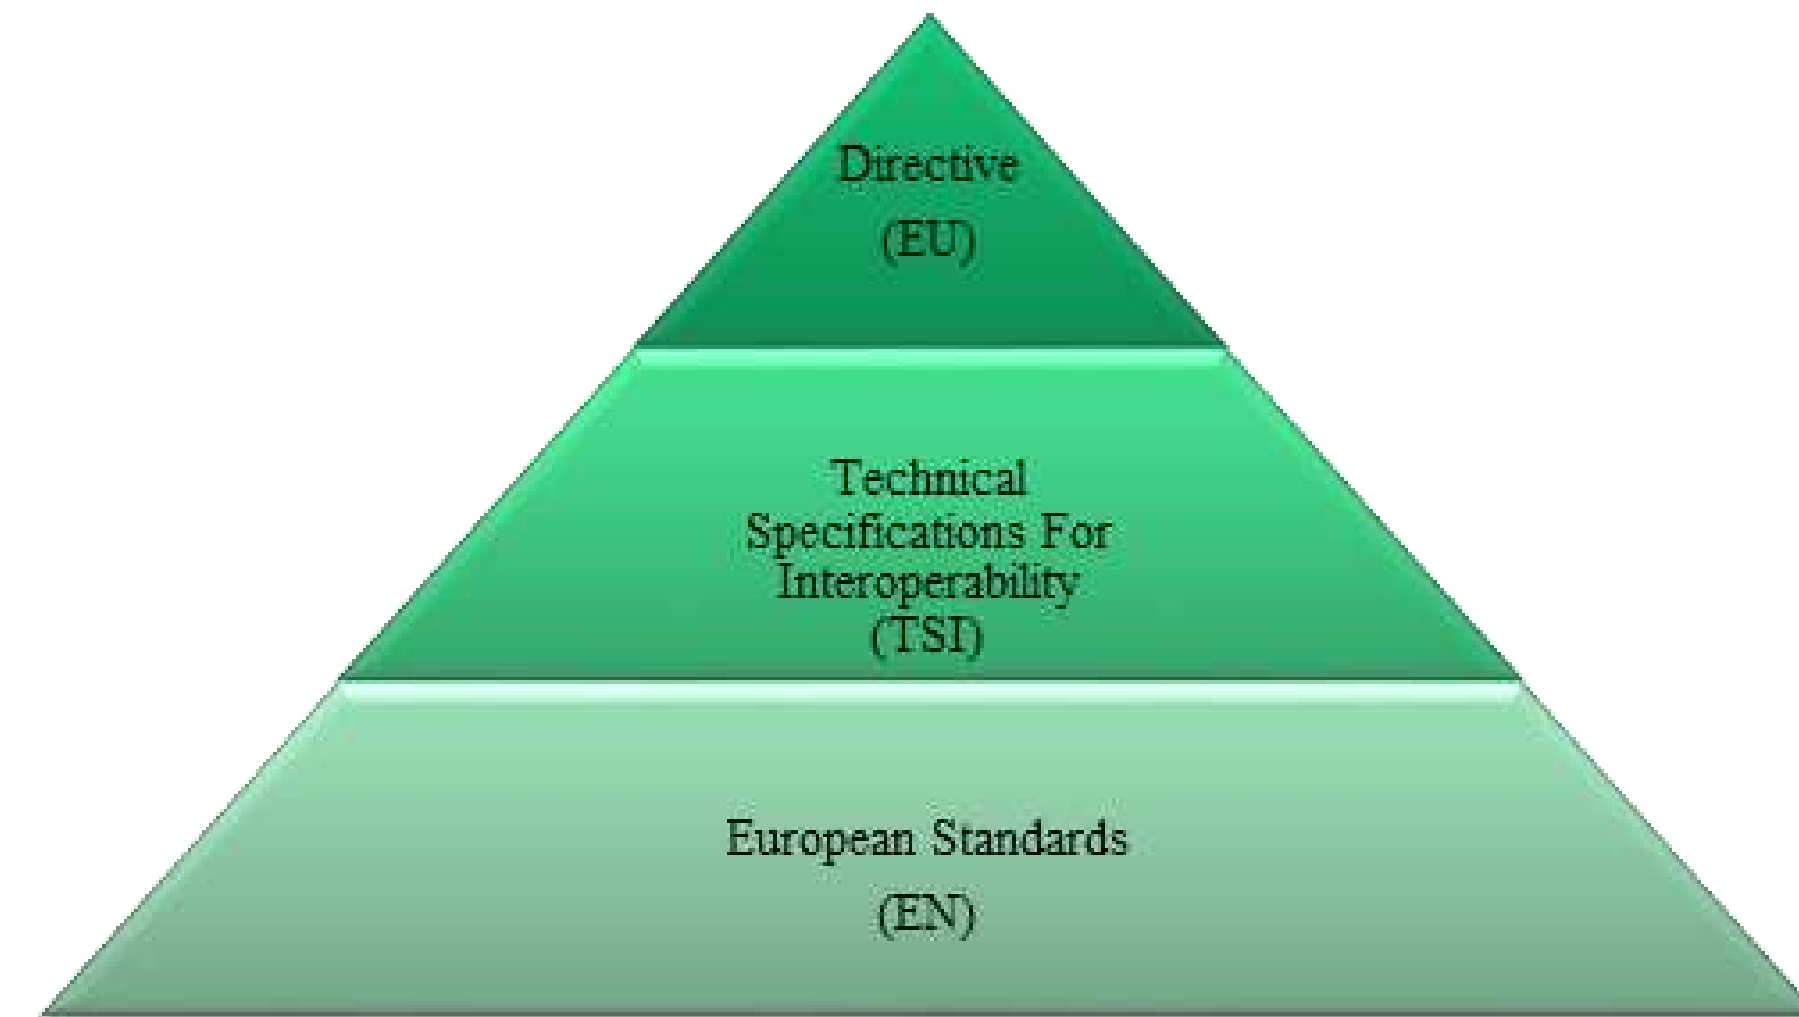 Directive
(EU)
Technical
Specifications For
Interoperability
(TSI)
European Standards
(EN)